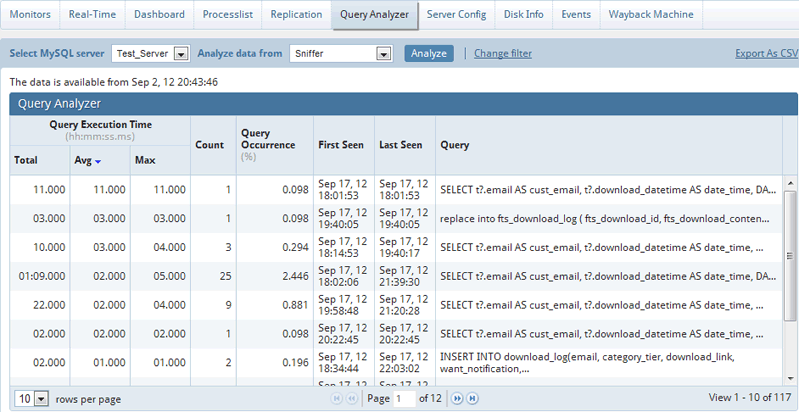 Monitors Real-Time Dashboard Processlist Replication Query Analyzer Server Config Disk Info Events Wayback Machine
Select MySQL server Test_Server Analyze data from Sniffer Analyze | Change filter Export As CSV
The data is available from Sep 2, 12 20:43:46
Query Analyzer
Query Execution Time
(hh:mm:ss.ms)
Total Avg Max
Count
Query
Occurrence
(%)
First Seen Last Seen Query
11.000 11.000 11.000 1 0.098 Sep 17, 12 18:01:53 Sep 17, 12 18:01:53 SELECT t?.email AS cust_email, t?.download_datetime AS date_time, DA...
03.000 03.000 03.000 1 0.098 Sep 17, 12 19:40:05 Sep 17, 12 19:40:05 replace into fts_download_log ( fts_download_id, fts_download_conten...
10.000 03.000 04.000 3 0.294 Sep 17, 12 18:14:53 Sep 17, 12 19:40:17 SELECT t?.email AS cust_email, t?.download_datetime AS date_time, ...
01:09.000 02.000 05.000 25 2.446 Sep 17, 12 18:02:06 Sep 17, 12 21:39:30 SELECT t?.email AS cust_email, t?.download_datetime AS date_time, DA...
22.000 02.000 04.000 9 0.881 Sep 17, 12 19:58:48 Sep 17, 12 21:20:28 SELECT t?.email AS cust_email, t?.download_datetime AS date_time, ...
02.000 02.000 02.000 1 0.098 Sep 17, 12 20:22:45 Sep 17, 12 20:22:45 SELECT t?.email AS cust_email, t?.download_datetime AS date_time, ...
02.000 01.000 01.000 2 0.196 Sep 17, 12 18:34:44 Sep 17, 12 22:03:02 INSERT INTO download_log(email, category_tier, download_link, want_notification,...
10 rows per page Page 1 of 12 View 1 - 10 of 117